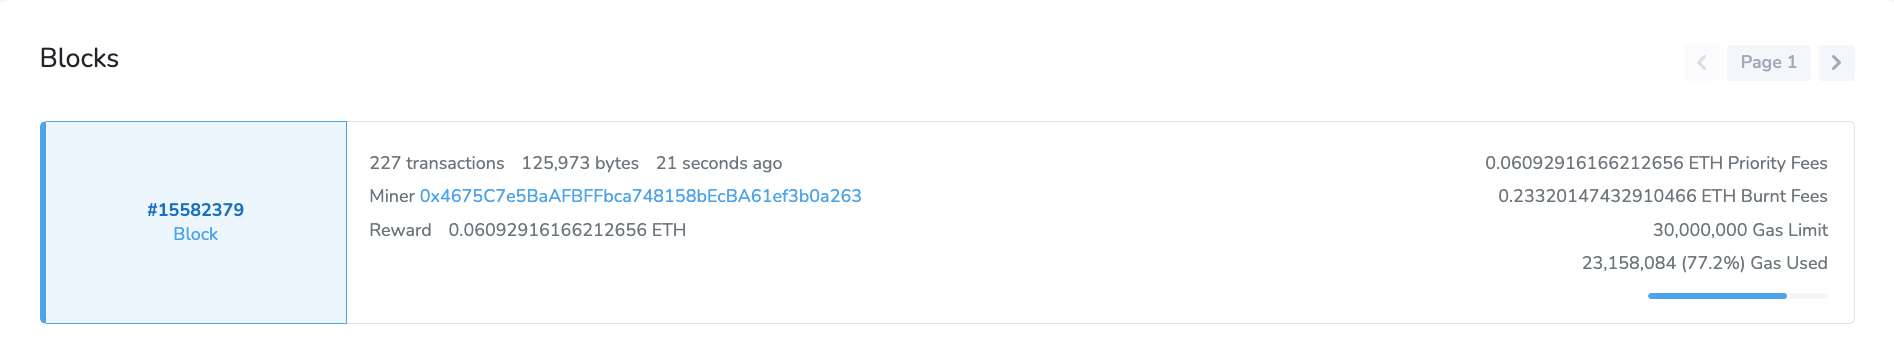 Blocks
Page 1
#15582379
Block
227 transactions 125,973 bytes 21 seconds ago
Miner 0x4675C7e5BaAFBFFbca748158bEcBA61ef3b0a263
Reward 0.06092916166212656 ETH
0.06092916166212656 ETH Priority Fees
0.23320147432910466 ETH Burnt Fees
30,000,000 Gas Limit
23,158,084 (77.2%) Gas Used